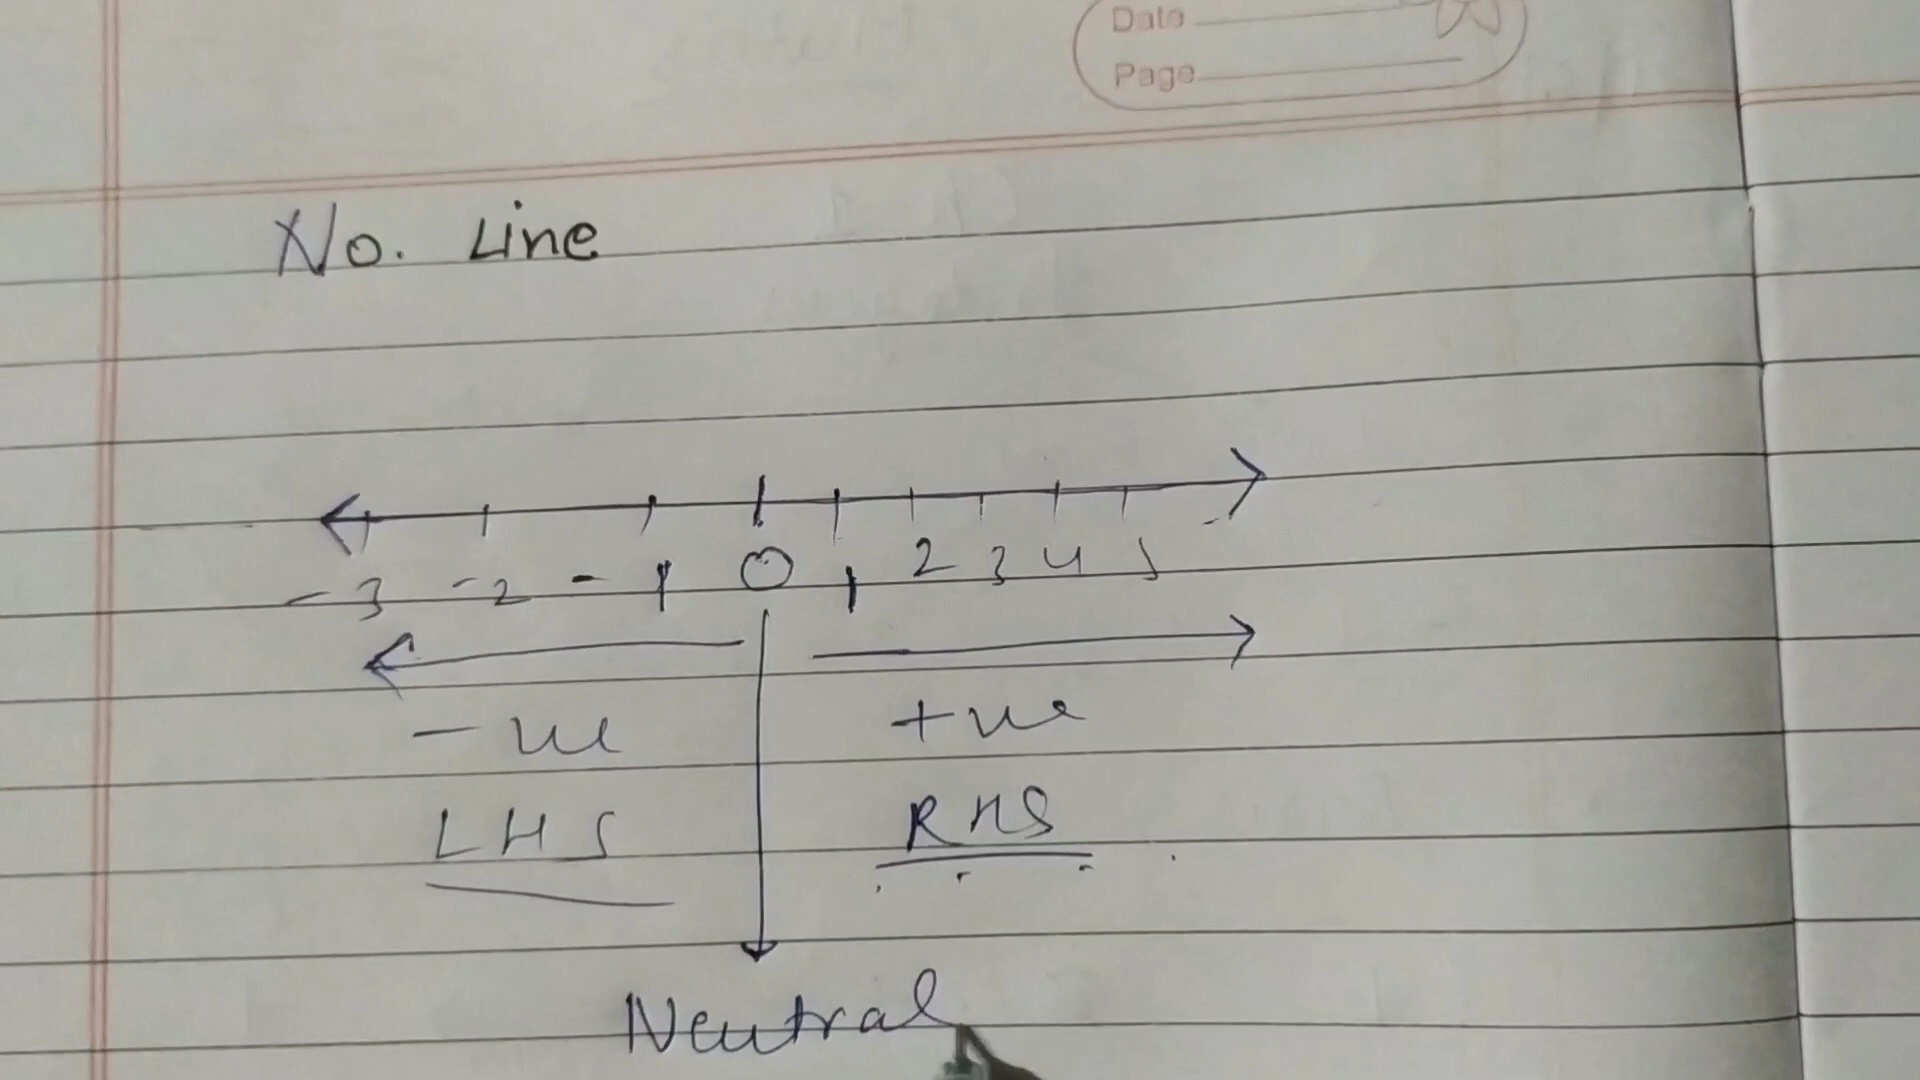 Date
Page
No. Line
-3 -2 -1 0 1 2 3 4 5
-ve +ve
LHS RHS
Neutral